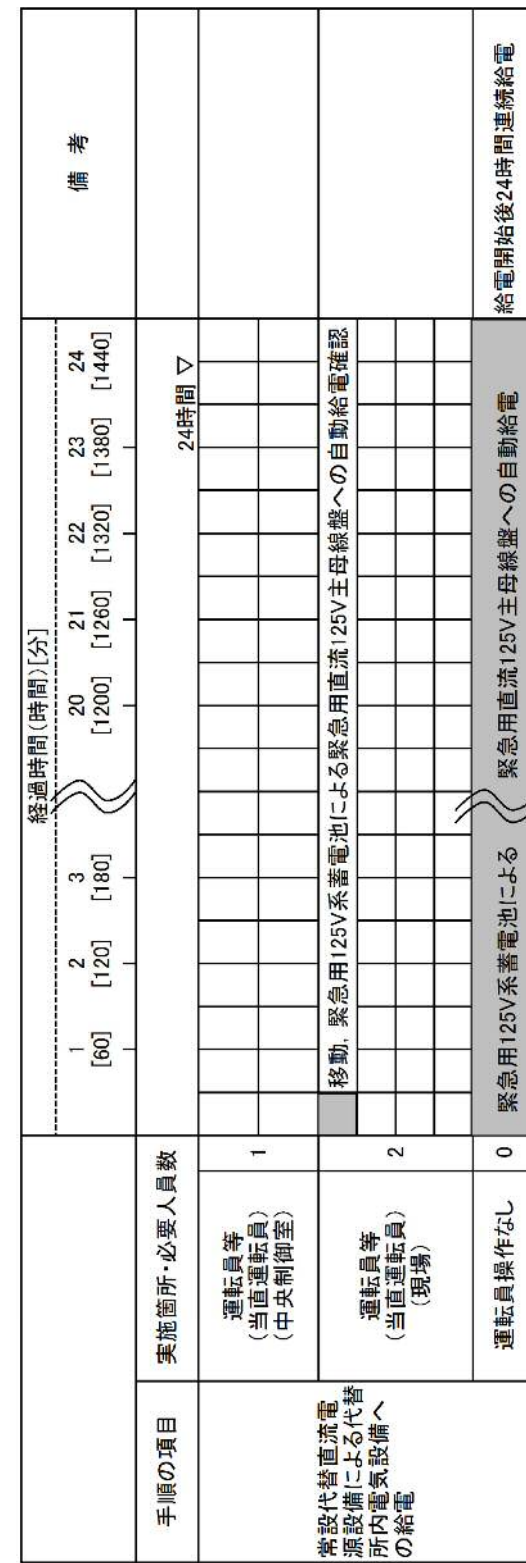 経過時間(時間)[分]
備 考
1 2 3 20 21 22 23 24
[60] [120] [180] [1200] [1260] [1320] [1380] [1440]
手順の項目
実施箇所・必要人員数
24時間 ▽
常設代替直流電
源設備による代替
所内電気設備へ
の給電
運転員等
(当直運転員)
(中央制御室)
1
運転員等
(当直運転員)
(現場)
2
移動, 緊急用125V系蓄電池による緊急用直流125V主母線盤への自動給電確認
運転員操作なし
0
緊急用125V系蓄電池による 緊急用直流125V主母線盤への自動給電
給電開始後24時間連続給電